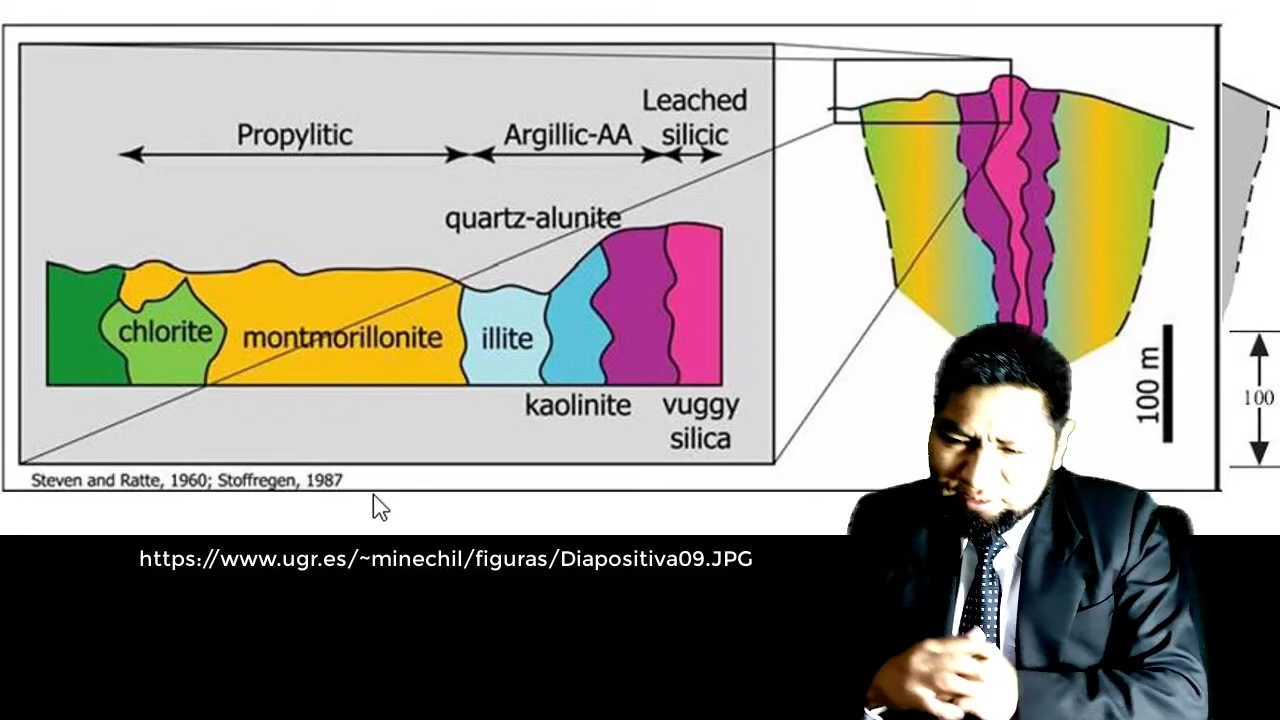 Leached
silicic
Propylitic
Argillic-AA
quartz-alunite
chlorite
montmorillonite
illite
kaolinite
vuggy
silica
100 m
100
Steven and Ratte, 1960; Stoffregen, 1987
https://www.ugr.es/~minechil/figuras/Diapositiva09.JPG